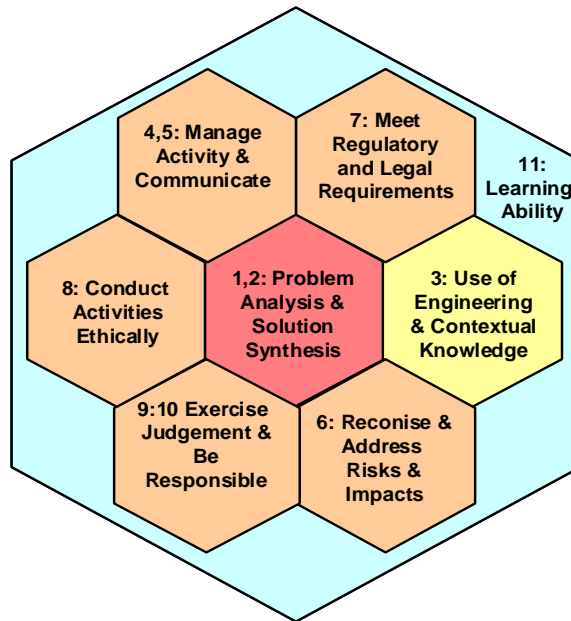 4,5: Manage
Activity &
Communicate
7: Meet
Regulatory
and Legal
Requirements
11:
Learning
Ability
8: Conduct
Activities
Ethically
1,2: Problem
Analysis &
Solution
Synthesis
3: Use of
Engineering
& Contextual
Knowledge
9:10 Exercise
Judgement &
Be
Responsible
6: Reconise &
Address
Risks &
Impacts